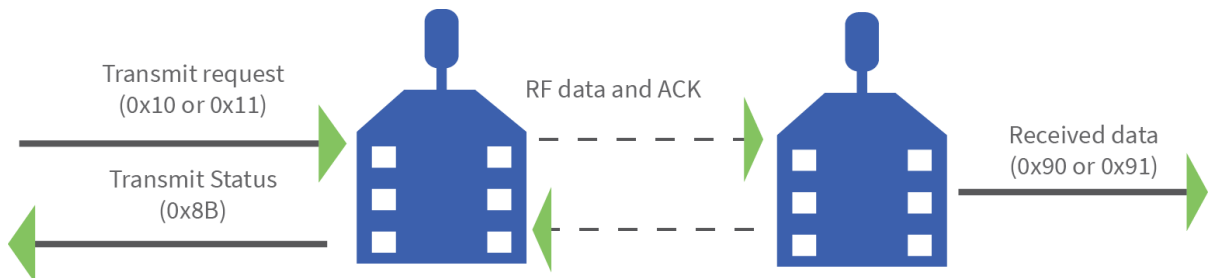 Transmit request
(0x10 or 0x11)
RF data and ACK
Transmit Status
(0x8B)
Received data
(0x90 or 0x91)